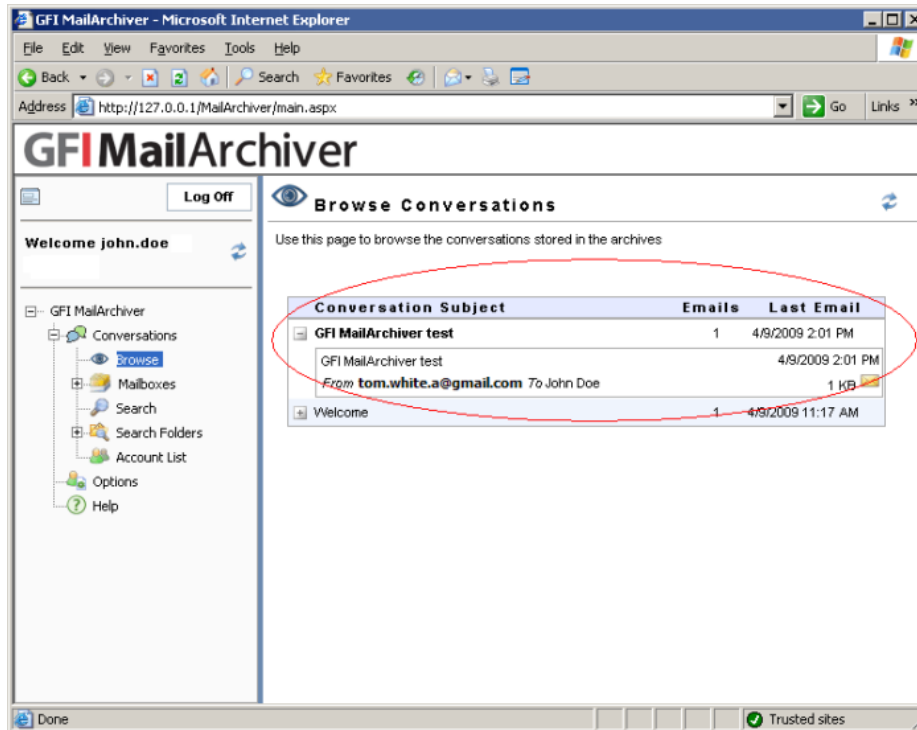 GFI MailArchiver - Microsoft Internet Explorer
File Edit View Favorites Tools Help
Back Search Favorites
Address http://127.0.0.1/MailArchiver/main.aspx Go Links »
GFI MailArchiver
Log Off
Welcome john.doe
GFI MailArchiver
Conversations
Browse
Mailboxes
Search
Search Folders
Account List
Options
Help
Browse Conversations
Use this page to browse the conversations stored in the archives
Conversation Subject Emails Last Email
GFI MailArchiver test 1 4/9/2009 2:01 PM
GFI MailArchiver test 4/9/2009 2:01 PM
From tom.white.a@gmail.com To John Doe 1 KB
Welcome 1 4/9/2009 11:17 AM
Done Trusted sites